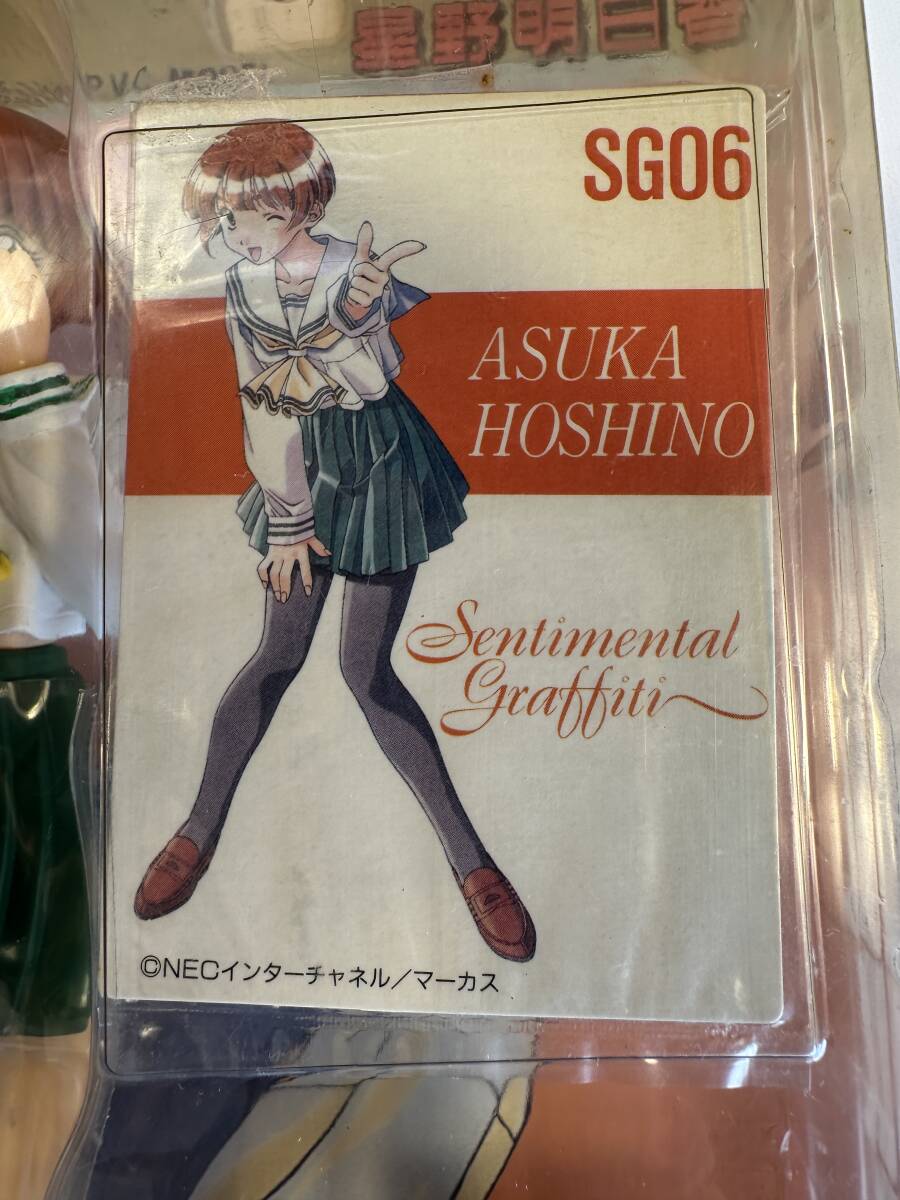 星野明日香
SG06
ASUKA
HOSHINO
Sentimental
Graffiti
©NECインターチャネル／マーカス